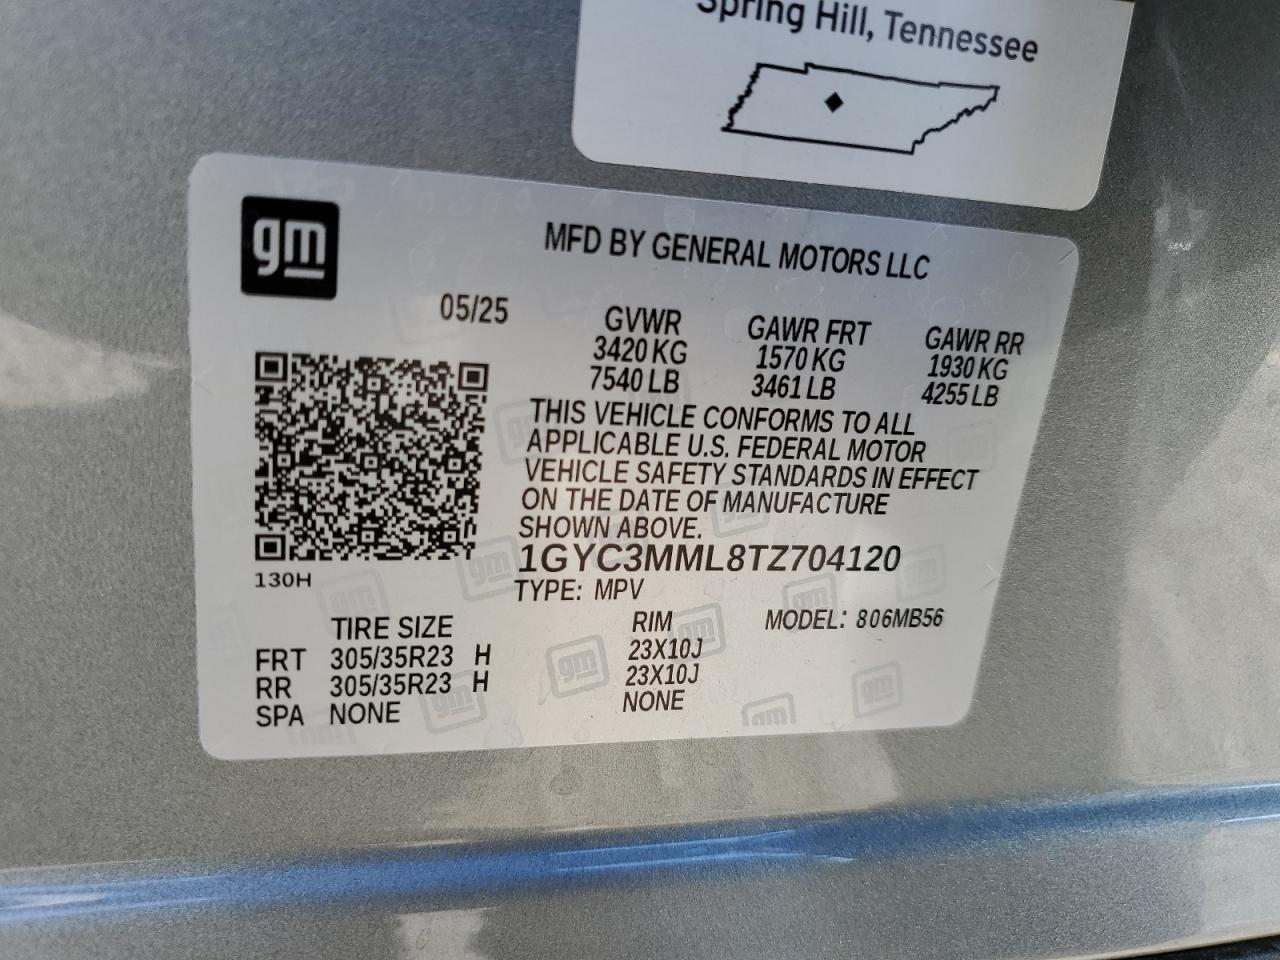 Spring Hill, Tennessee
gm
MFD BY GENERAL MOTORS LLC
05/25
GVWR
3420 KG
7540 LB
GAWR FRT
1570 KG
3461 LB
GAWR RR
1930 KG
4255 LB
THIS VEHICLE CONFORMS TO ALL
APPLICABLE U.S. FEDERAL MOTOR
VEHICLE SAFETY STANDARDS IN EFFECT
ON THE DATE OF MANUFACTURE
SHOWN ABOVE.
1GYC3MML8TZ704120
TYPE: MPV
130H
TIRE SIZE RIM MODEL: 806MB56
FRT 305/35R23 H 23X10J
RR 305/35R23 H 23X10J
SPA NONE NONE